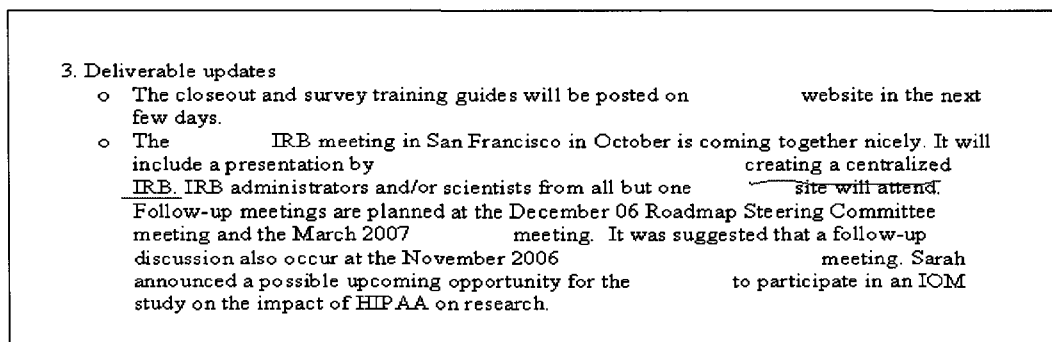 3. Deliverable updates
o The closeout and survey training guides will be posted on website in the next
few days.
o The IRB meeting in San Francisco in October is coming together nicely. It will
include a presentation by creating a centralized
IRB. IRB administrators and/or scientists from all but one site will attend.
Follow-up meetings are planned at the December 06 Roadmap Steering Committee
meeting and the March 2007 meeting. It was suggested that a follow-up
discussion also occur at the November 2006 meeting. Sarah
announced a possible upcoming opportunity for the to participate in an IOM
study on the impact of HIPAA on research.